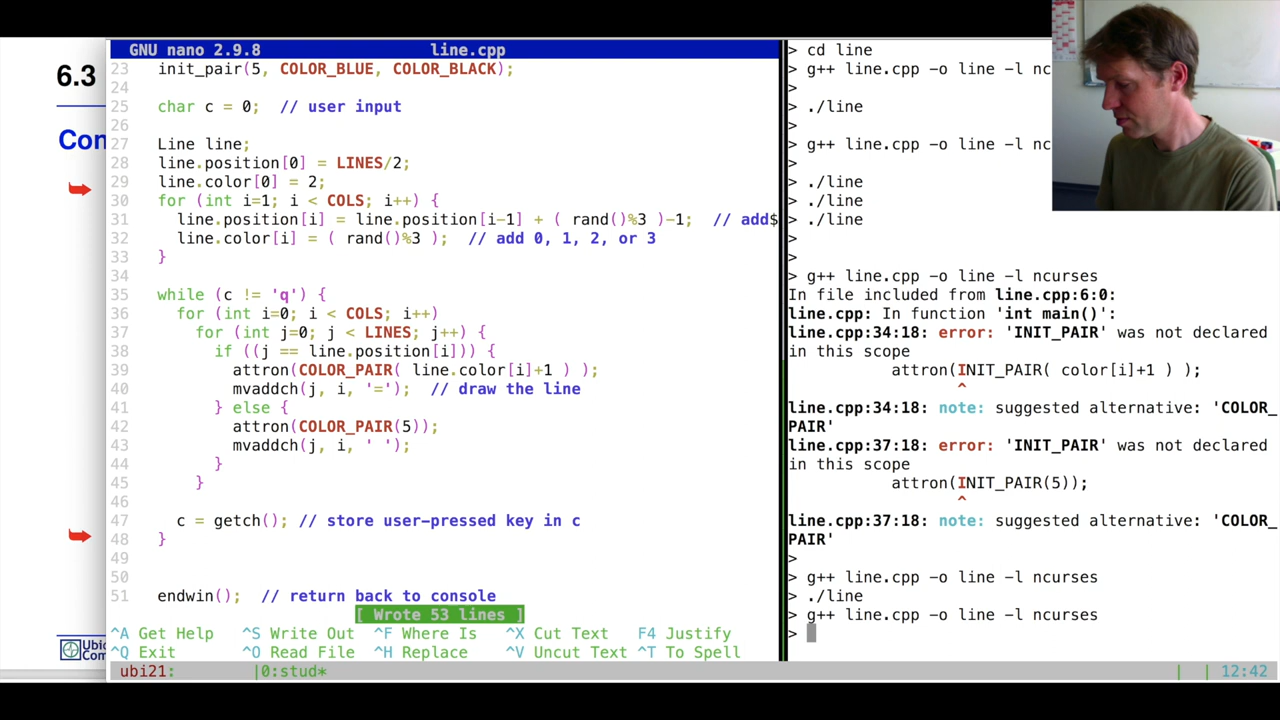 6.3
Con
GNU nano 2.9.8 line.cpp
23 init_pair(5, COLOR_BLUE, COLOR_BLACK);
24
25 char c = 0; // user input
26
27 Line line;
28 line.position[0] = LINES/2;
29 line.color[0] = 2;
30 for (int i=1; i < COLS; i++) {
31 line.position[i] = line.position[i-1] + ( rand()%3 )-1; // add$
32 line.color[i] = ( rand()%3 ); // add 0, 1, 2, or 3
33 }
34
35 while (c != 'q') {
36 for (int i=0; i < COLS; i++)
37 for (int j=0; j < LINES; j++) {
38 if ((j == line.position[i])) {
39 attron(COLOR_PAIR( line.color[i]+1 ) );
40 mvaddch(j, i, '='); // draw the line
41 } else {
42 attron(COLOR_PAIR(5));
43 mvaddch(j, i, ' ');
44 }
45 }
46
47 c = getch(); // store user-pressed key in c
48 }
49
50
51 endwin(); // return back to console
[ Wrote 53 lines ]
^A Get Help ^S Write Out ^F Where Is ^X Cut Text F4 Justify
^Q Exit ^O Read File ^H Replace ^V Uncut Text ^T To Spell
ubi21: |0:stud* | | 12:42
> cd line
> g++ line.cpp -o line -l nc
>
> ./line
>
> g++ line.cpp -o line -l nc
>
> ./line
> ./line
> ./line
>
>
> g++ line.cpp -o line -l ncurses
In file included from line.cpp:6:0:
line.cpp: In function 'int main()':
line.cpp:34:18: error: 'INIT_PAIR' was not declared
in this scope
attron(INIT_PAIR( color[i]+1 ) );
^
line.cpp:34:18: note: suggested alternative: 'COLOR_
PAIR'
line.cpp:37:18: error: 'INIT_PAIR' was not declared
in this scope
attron(INIT_PAIR(5));
^
line.cpp:37:18: note: suggested alternative: 'COLOR_
PAIR'
>
> g++ line.cpp -o line -l ncurses
> ./line
> g++ line.cpp -o line -l ncurses
>
Ubi
Com